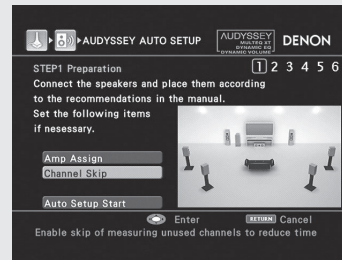 AUDYSSEY AUTO SETUP
AUDYSSEY
MULTEQ XT
DYNAMIC EQ
DYNAMIC VOLUME
DENON
STEP1 Preparation
1 2 3 4 5 6
Connect the speakers and place them according
to the recommendations in the manual.
Set the following items
if nesessary.
Amp Assign
Channel Skip
Auto Setup Start
Enter
RETURN Cancel
Enable skip of measuring unused channels to reduce time